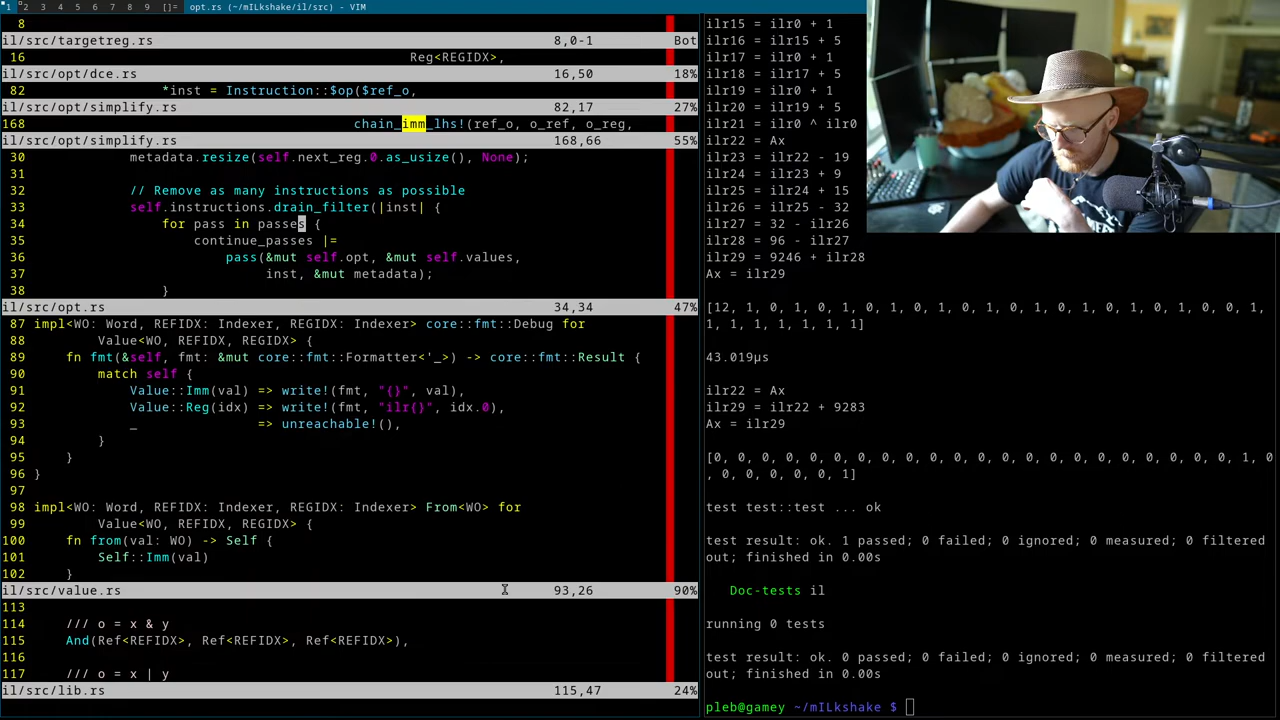 1 2 3 4 5 6 7 8 9 []= opt.rs (~/mILkshake/il/src) - VIM
8
il/src/targetreg.rs 8,0-1 Bot
16 Reg<REGIDX>,
il/src/opt/dce.rs 16,50 18%
82 *inst = Instruction::$op($ref_o,
il/src/opt/simplify.rs 82,17 27%
168 chain_imm_lhs!(ref_o, o_ref, o_reg,
il/src/opt/simplify.rs 168,66 55%
30 metadata.resize(self.next_reg.0.as_usize(), None);
31
32 // Remove as many instructions as possible
33 self.instructions.drain_filter(|inst| {
34 for pass in passes {
35 continue_passes |=
36 pass(&mut self.opt, &mut self.values,
37 inst, &mut metadata);
38 }
il/src/opt.rs 34,34 47%
87 impl<WO: Word, REFIDX: Indexer, REGIDX: Indexer> core::fmt::Debug for
88 Value<WO, REFIDX, REGIDX> {
89 fn fmt(&self, fmt: &mut core::fmt::Formatter<'_>) -> core::fmt::Result {
90 match self {
91 Value::Imm(val) => write!(fmt, "{}", val),
92 Value::Reg(idx) => write!(fmt, "ilr{}", idx.0),
93 _ => unreachable!(),
94 }
95 }
96 }
97
98 impl<WO: Word, REFIDX: Indexer, REGIDX: Indexer> From<WO> for
99 Value<WO, REFIDX, REGIDX> {
100 fn from(val: WO) -> Self {
101 Self::Imm(val)
102 }
il/src/value.rs 93,26 90%
113
114 /// o = x & y
115 And(Ref<REFIDX>, Ref<REFIDX>, Ref<REFIDX>),
116
117 /// o = x | y
il/src/lib.rs 115,47 24%
ilr15 = ilr0 + 1
ilr16 = ilr15 + 5
ilr17 = ilr0 + 1
ilr18 = ilr17 + 5
ilr19 = ilr0 + 1
ilr20 = ilr19 + 5
ilr21 = ilr0 ^ ilr0
ilr22 = Ax
ilr23 = ilr22 - 19
ilr24 = ilr23 + 9
ilr25 = ilr24 + 15
ilr26 = ilr25 - 32
ilr27 = 32 - ilr26
ilr28 = 96 - ilr27
ilr29 = 9246 + ilr28
Ax = ilr29
[12, 1, 0, 1, 0, 1, 0, 1, 0, 1, 0, 1, 0, 1, 0, 1, 0, 1, 0, 1, 0, 0, 1,
1, 1, 1, 1, 1, 1]
43.019µs
ilr22 = Ax
ilr29 = ilr22 + 9283
Ax = ilr29
[0, 0, 0, 0, 0, 0, 0, 0, 0, 0, 0, 0, 0, 0, 0, 0, 0, 0, 0, 0, 0, 0, 1, 0
, 0, 0, 0, 0, 0, 1]
test test::test ... ok
test result: ok. 1 passed; 0 failed; 0 ignored; 0 measured; 0 filtered
out; finished in 0.00s
Doc-tests il
running 0 tests
test result: ok. 0 passed; 0 failed; 0 ignored; 0 measured; 0 filtered
out; finished in 0.00s
pleb@gamey ~/mILkshake $